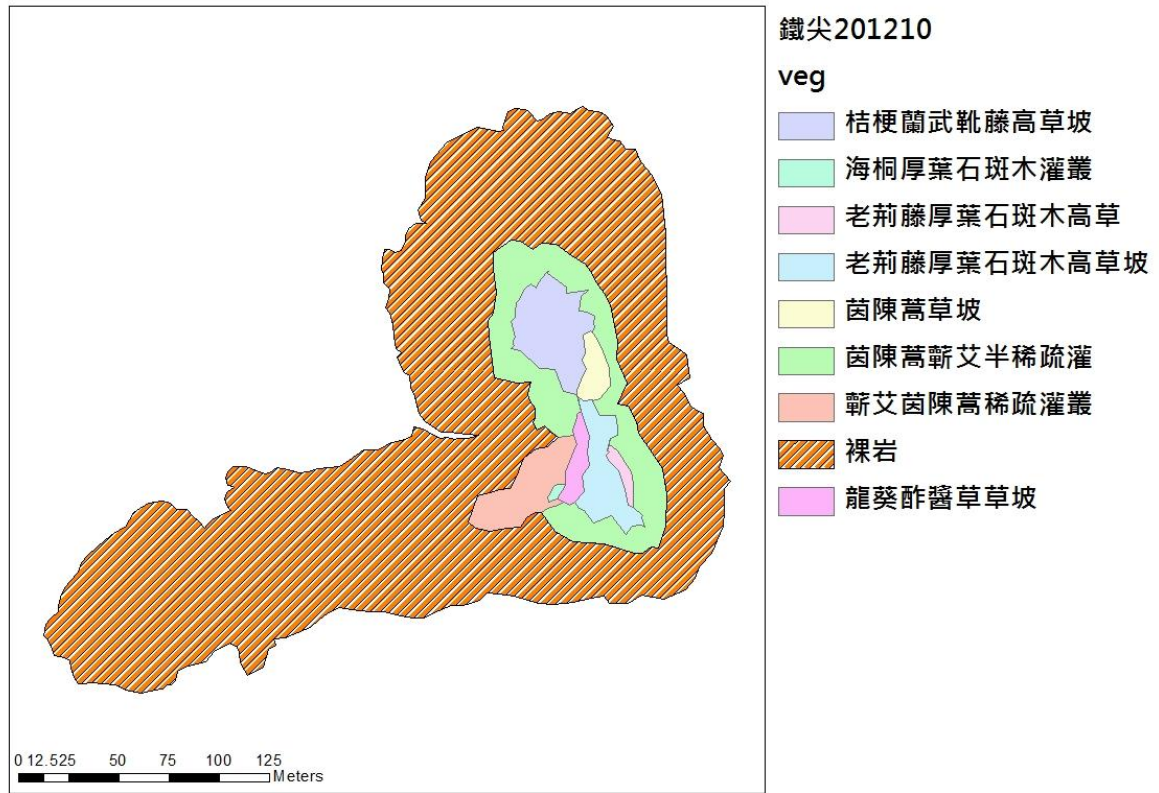 鐵尖201210
veg
桔梗蘭武靴藤高草坡
海桐厚葉石斑木灌叢
老荊藤厚葉石斑木高草
老荊藤厚葉石斑木高草坡
茵陳蒿草坡
茵陳蒿蘄艾半稀疏灌
蘄艾茵陳蒿稀疏灌叢
裸岩
龍葵酢醬草草坡
0 12.525 50 75 100 125
Meters